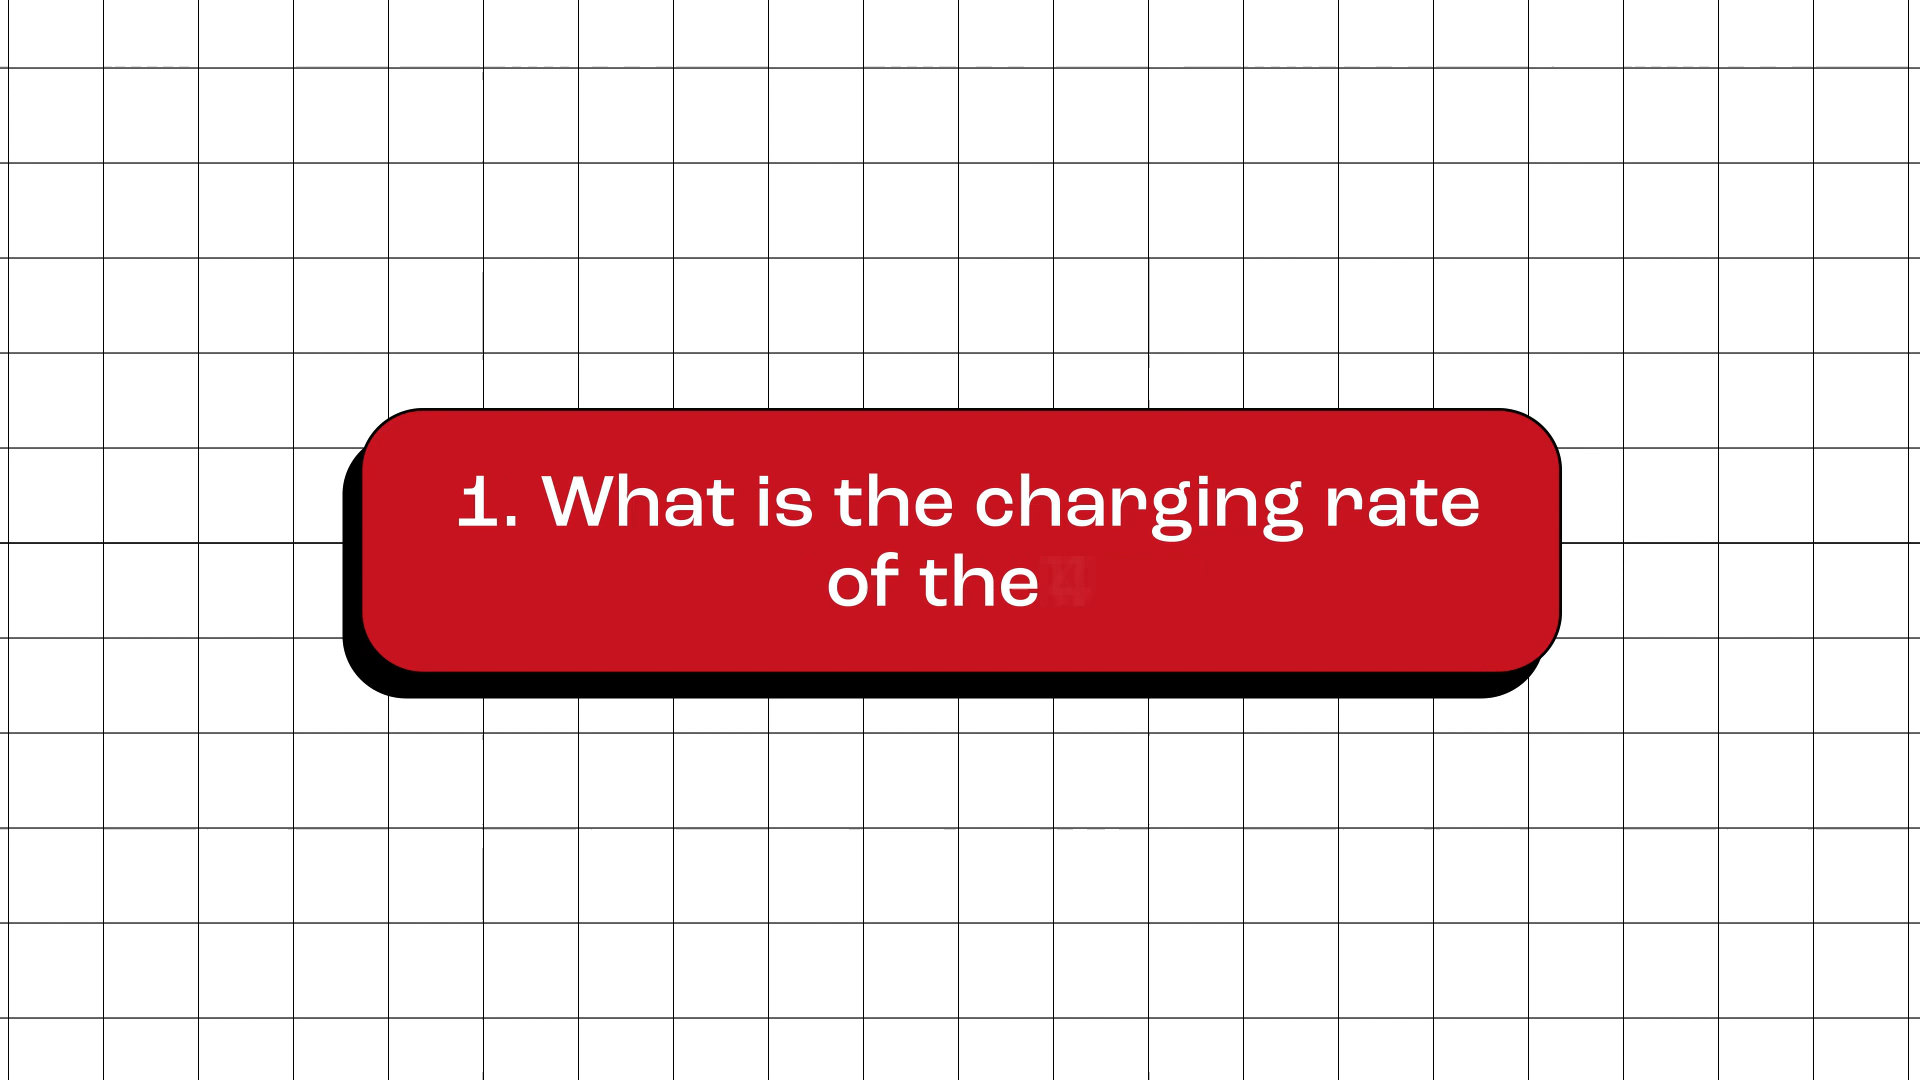 1. What is the charging rate
of the